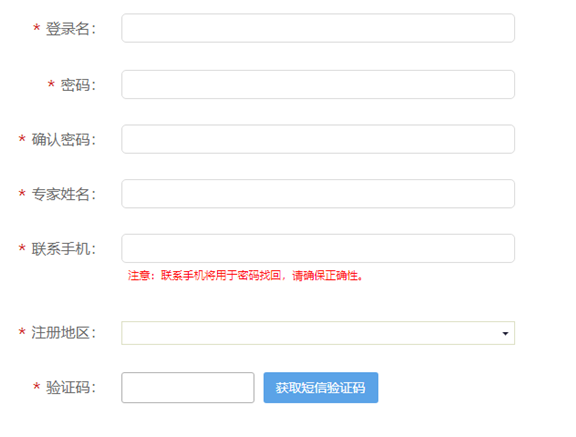 * 登录名：
* 密码：
* 确认密码：
* 专家姓名：
* 联系手机：
注意：联系手机将用于密码找回，请确保正确性。
* 注册地区：
* 验证码： 获取短信验证码